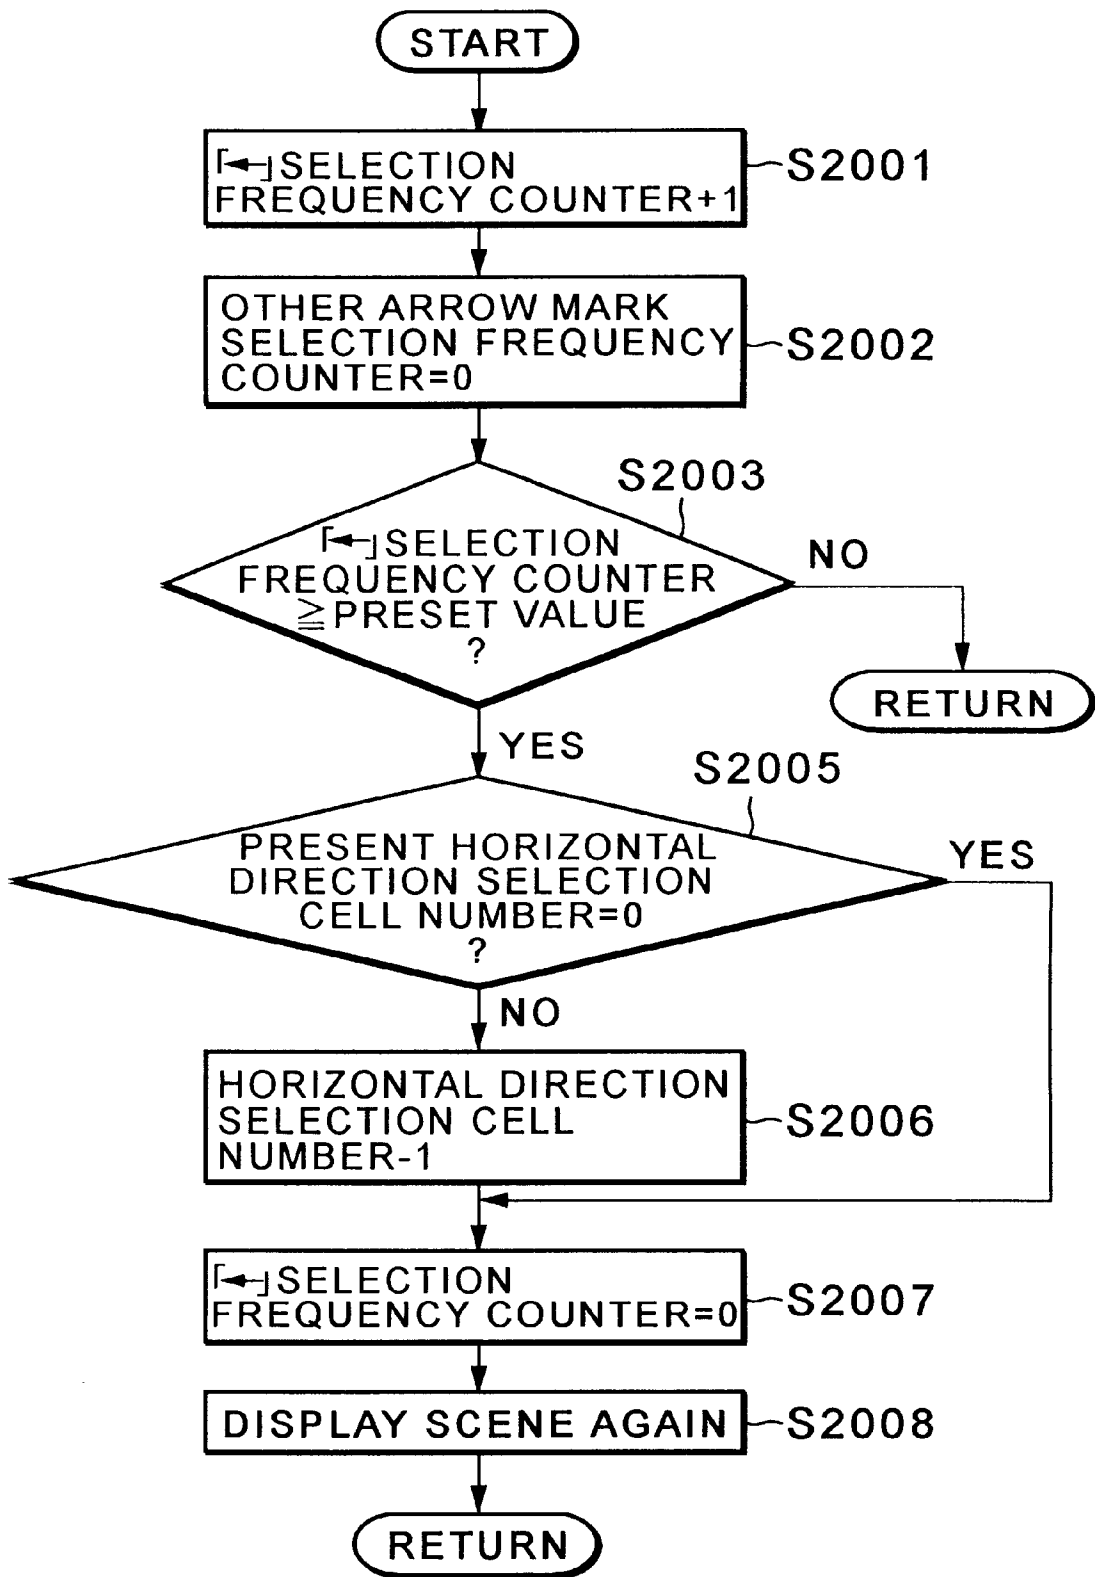 START
「←」SELECTION
FREQUENCY COUNTER+1
S2001
OTHER ARROW MARK
SELECTION FREQUENCY
COUNTER=0
S2002
S2003
「←」SELECTION
FREQUENCY COUNTER
≧PRESET VALUE
?
NO
RETURN
YES
S2005
PRESENT HORIZONTAL
DIRECTION SELECTION
CELL NUMBER=0
?
YES
NO
HORIZONTAL DIRECTION
SELECTION CELL
NUMBER-1
S2006
「←」SELECTION
FREQUENCY COUNTER=0
S2007
DISPLAY SCENE AGAIN
S2008
RETURN